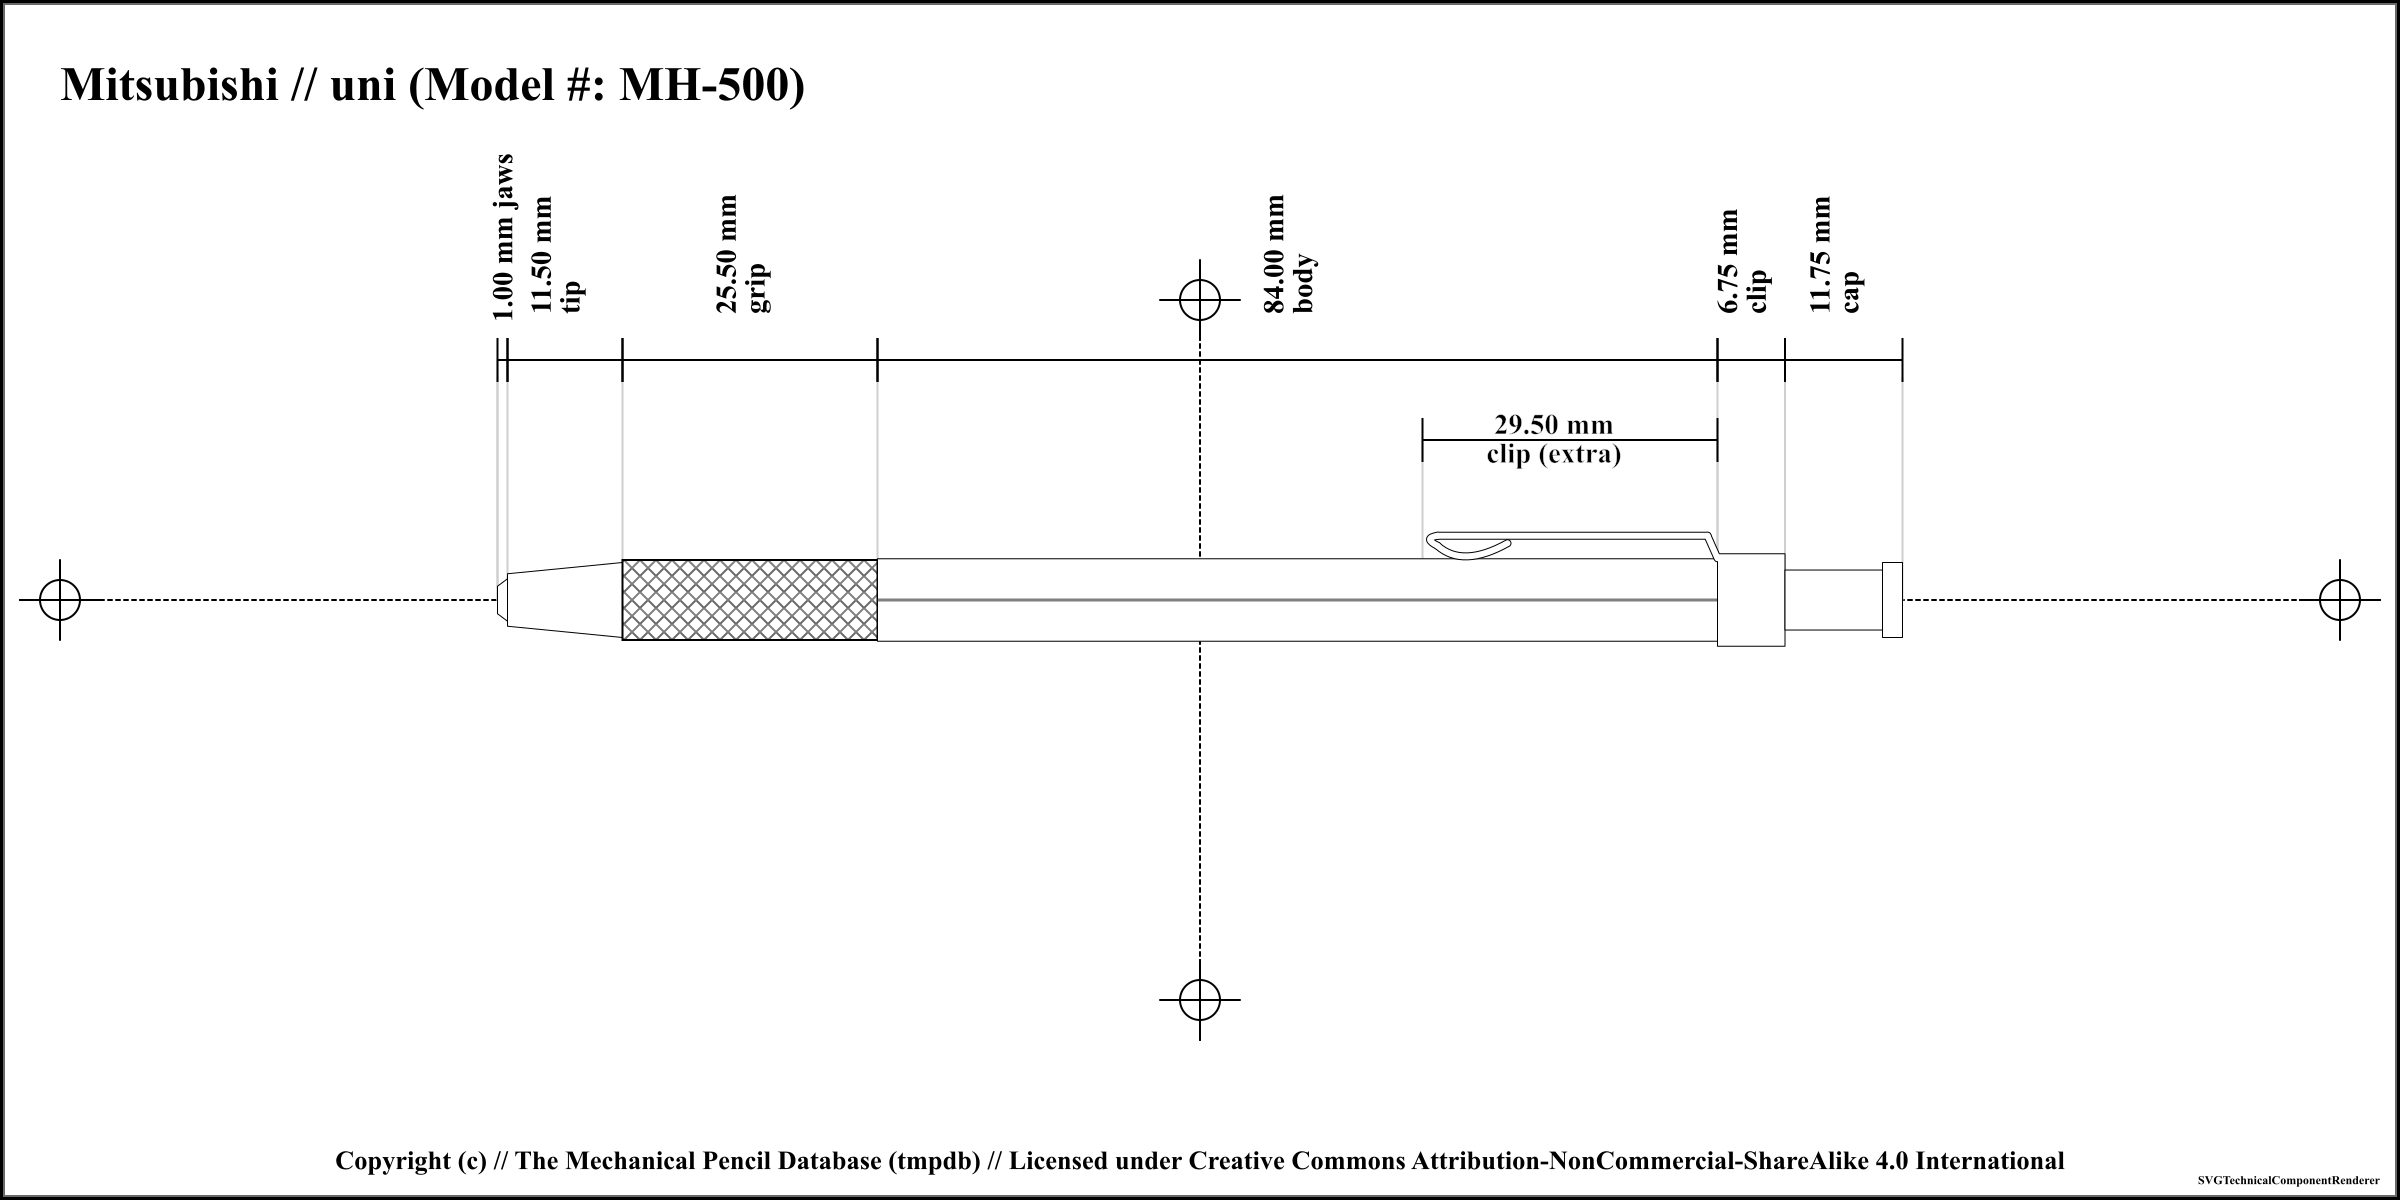 Mitsubishi // uni (Model #: MH-500)
1.00 mm jaws
11.50 mm
tip
25.50 mm
grip
84.00 mm
body
6.75 mm
clip
11.75 mm
cap
29.50 mm
clip (extra)
Copyright (c) // The Mechanical Pencil Database (tmpdb) // Licensed under Creative Commons Attribution-NonCommercial-ShareAlike 4.0 International
SVGTechnicalComponentRenderer